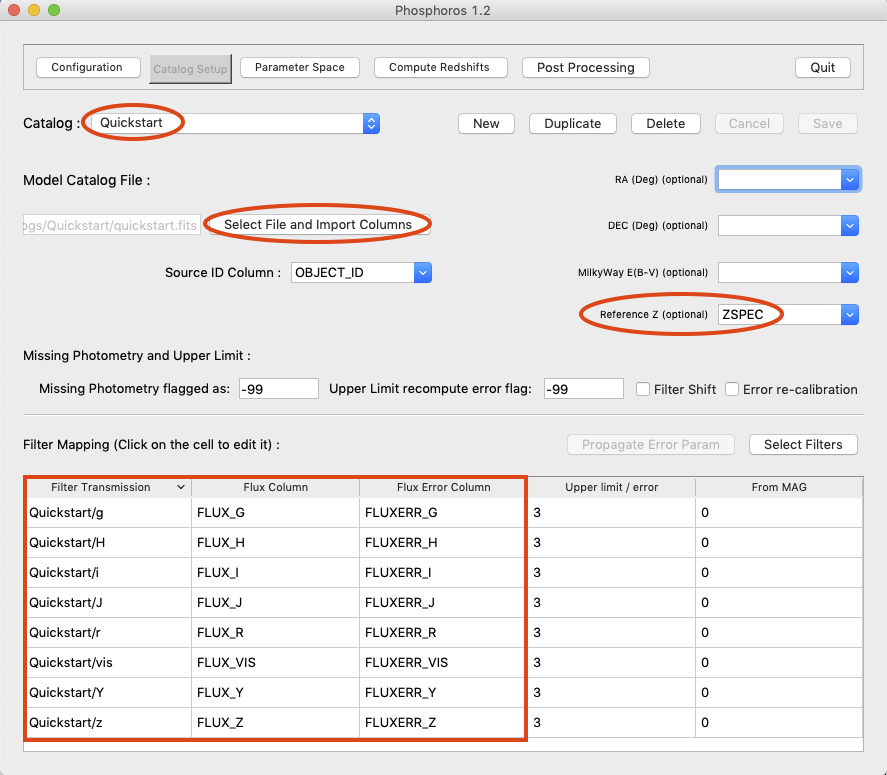 Phosphoros 1.2
Configuration Catalog Setup Parameter Space Compute Redshifts Post Processing Quit
Catalog : Quickstart New Duplicate Delete Cancel Save
Model Catalog File : RA (Deg) (optional)
ogs/Quickstart/quickstart.fits Select File and Import Columns DEC (Deg) (optional)
Source ID Column : OBJECT_ID MilkyWay E(B-V) (optional)
Reference Z (optional) ZSPEC
Missing Photometry and Upper Limit :
Missing Photometry flagged as: -99 Upper Limit recompute error flag: -99 Filter Shift Error re-calibration
Filter Mapping (Click on the cell to edit it) : Propagate Error Param Select Filters
Filter Transmission Flux Column Flux Error Column Upper limit / error From MAG
Quickstart/g FLUX_G FLUXERR_G 3 0
Quickstart/H FLUX_H FLUXERR_H 3 0
Quickstart/i FLUX_I FLUXERR_I 3 0
Quickstart/J FLUX_J FLUXERR_J 3 0
Quickstart/r FLUX_R FLUXERR_R 3 0
Quickstart/vis FLUX_VIS FLUXERR_VIS 3 0
Quickstart/Y FLUX_Y FLUXERR_Y 3 0
Quickstart/z FLUX_Z FLUXERR_Z 3 0